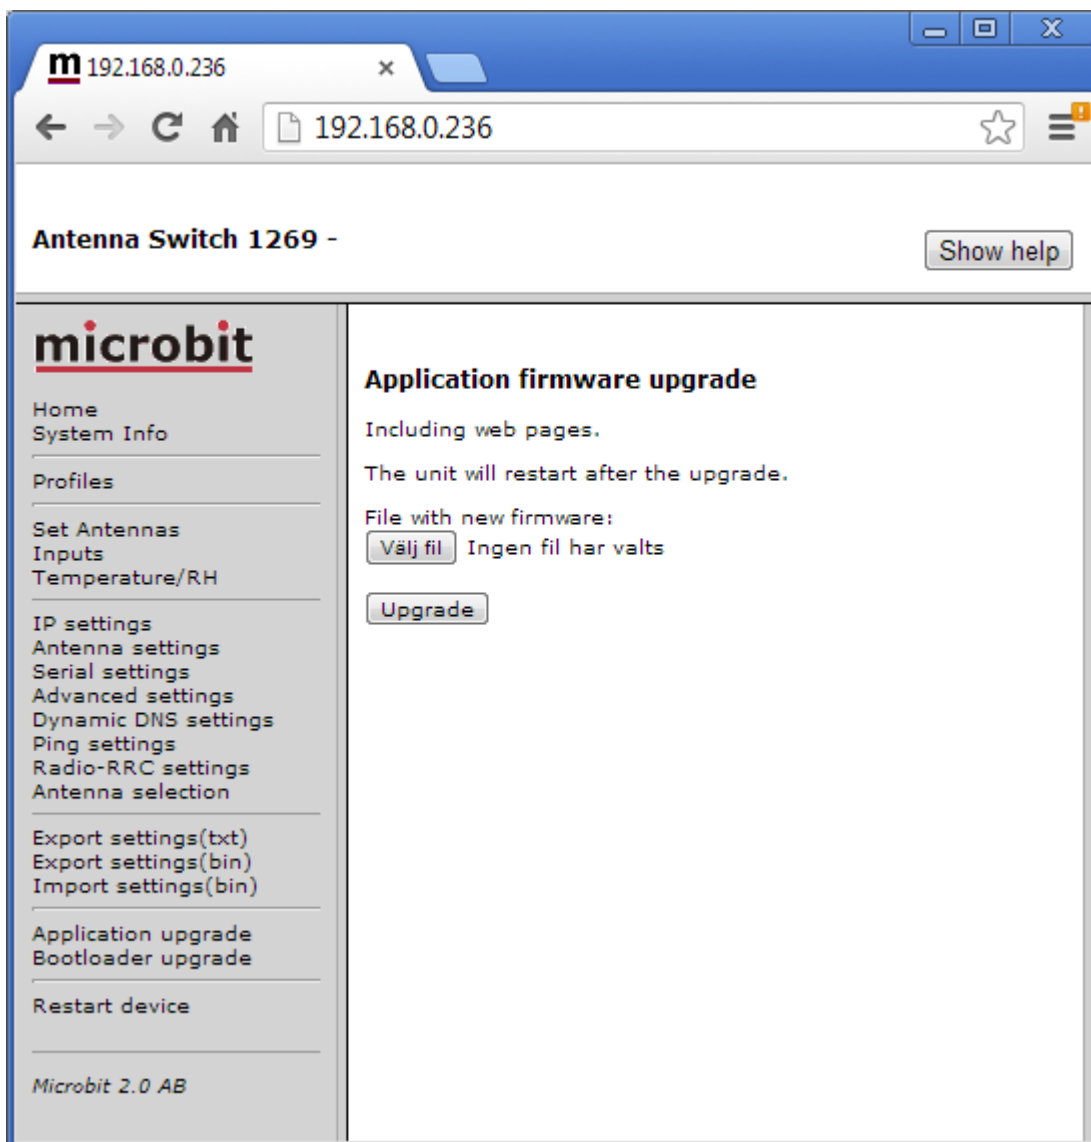 m 192.168.0.236
192.168.0.236
Antenna Switch 1269 -
Show help
microbit
Home
System Info
Profiles
Set Antennas
Inputs
Temperature/RH
IP settings
Antenna settings
Serial settings
Advanced settings
Dynamic DNS settings
Ping settings
Radio-RRC settings
Antenna selection
Export settings(txt)
Export settings(bin)
Import settings(bin)
Application upgrade
Bootloader upgrade
Restart device
Microbit 2.0 AB
Application firmware upgrade
Including web pages.
The unit will restart after the upgrade.
File with new firmware:
Välj fil Ingen fil har valts
Upgrade